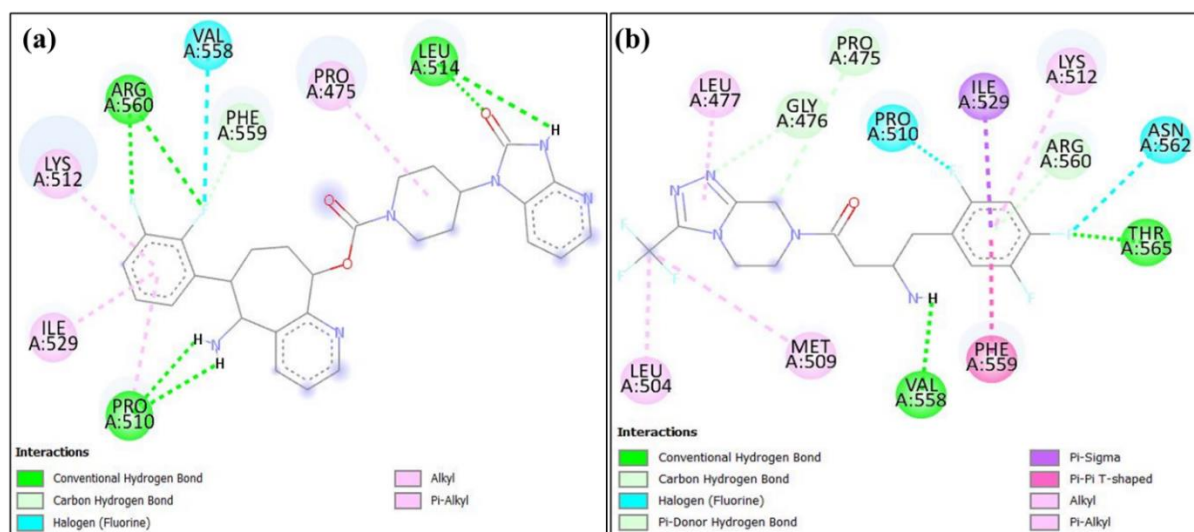 (a)
VAL
A:558
LEU
A:514
ARG
A:560
PRO
A:475
PHE
A:559
LYS
A:512
O
H
N
N
N
O
N
O
ILE
A:529
H
N
H
N
PRO
A:510
Interactions
Conventional Hydrogen Bond
Carbon Hydrogen Bond
Halogen (Fluorine)
Alkyl
Pi-Alkyl
(b)
PRO
A:475
LYS
A:512
LEU
A:477
ILE
A:529
GLY
A:476
PRO
A:510
ASN
A:562
ARG
A:560
N
N
N
N
O
F
F
F
F
THR
A:565
N
H
F
MET
A:509
PHE
A:559
LEU
A:504
VAL
A:558
Interactions
Conventional Hydrogen Bond
Carbon Hydrogen Bond
Halogen (Fluorine)
Pi-Donor Hydrogen Bond
Pi-Sigma
Pi-Pi T-shaped
Alkyl
Pi-Alkyl